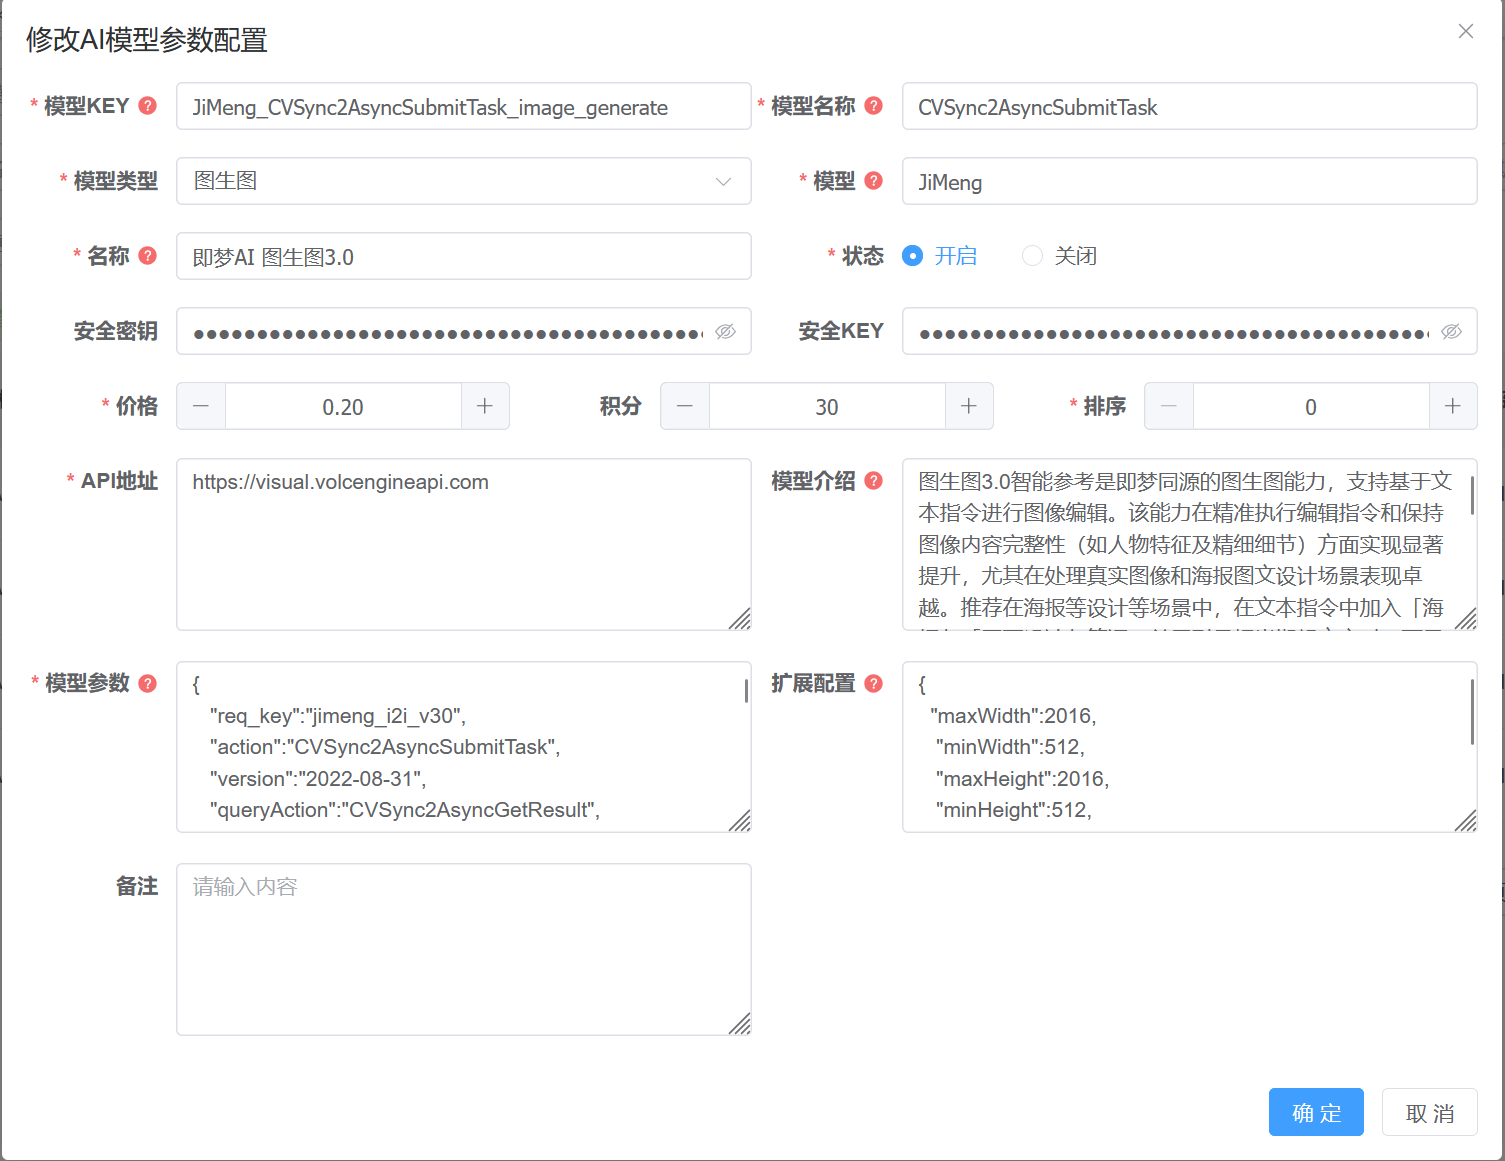 修改AI模型参数配置
* 模型KEY ? JiMeng_CVSync2AsyncSubmitTask_image_generate * 模型名称 ? CVSync2AsyncSubmitTask
* 模型类型 图生图 * 模型 ? JiMeng
* 名称 ? 即梦AI 图生图3.0 * 状态 开启 关闭
安全密钥 安全KEY
* 价格 − 0.20 + 积分 − 30 + * 排序 − 0 +
* API地址 https://visual.volcengineapi.com
模型介绍 ? 图生图3.0智能参考是即梦同源的图生图能力，支持基于文
本指令进行图像编辑。该能力在精准执行编辑指令和保持
图像内容完整性（如人物特征及精细细节）方面实现显著
提升，尤其在处理真实图像和海报图文设计场景表现卓
越。推荐在海报等设计等场景中，在文本指令中加入「海
* 模型参数 ? {
"req_key":"jimeng_i2i_v30",
"action":"CVSync2AsyncSubmitTask",
"version":"2022-08-31",
"queryAction":"CVSync2AsyncGetResult",
扩展配置 ? {
"maxWidth":2016,
"minWidth":512,
"maxHeight":2016,
"minHeight":512,
备注 请输入内容
确 定 取 消